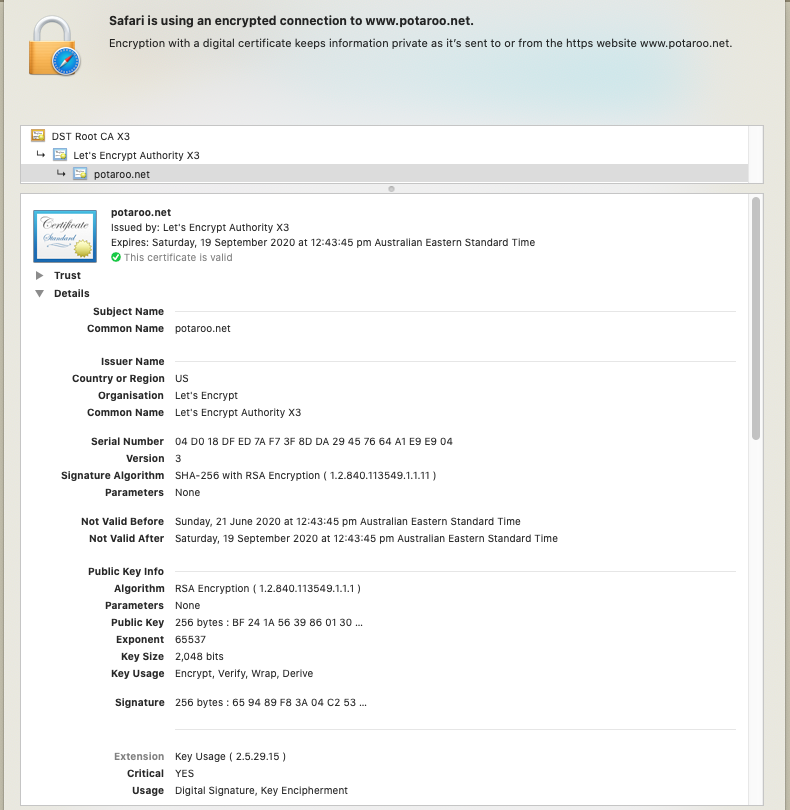 Safari is using an encrypted connection to www.potaroo.net.
Encryption with a digital certificate keeps information private as it's sent to or from the https website www.potaroo.net.
DST Root CA X3
Let's Encrypt Authority X3
potaroo.net
Certificate
Standard
potaroo.net
Issued by: Let's Encrypt Authority X3
Expires: Saturday, 19 September 2020 at 12:43:45 pm Australian Eastern Standard Time
This certificate is valid
Trust
Details
Subject Name
Common Name potaroo.net
Issuer Name
Country or Region US
Organisation Let's Encrypt
Common Name Let's Encrypt Authority X3
Serial Number 04 D0 18 DF ED 7A F7 3F 8D DA 29 45 76 64 A1 E9 E9 04
Version 3
Signature Algorithm SHA-256 with RSA Encryption ( 1.2.840.113549.1.1.11 )
Parameters None
Not Valid Before Sunday, 21 June 2020 at 12:43:45 pm Australian Eastern Standard Time
Not Valid After Saturday, 19 September 2020 at 12:43:45 pm Australian Eastern Standard Time
Public Key Info
Algorithm RSA Encryption ( 1.2.840.113549.1.1.1 )
Parameters None
Public Key 256 bytes : BF 24 1A 56 39 86 01 30 ...
Exponent 65537
Key Size 2,048 bits
Key Usage Encrypt, Verify, Wrap, Derive
Signature 256 bytes : 65 94 89 F8 3A 04 C2 53 ...
Extension Key Usage ( 2.5.29.15 )
Critical YES
Usage Digital Signature, Key Encipherment